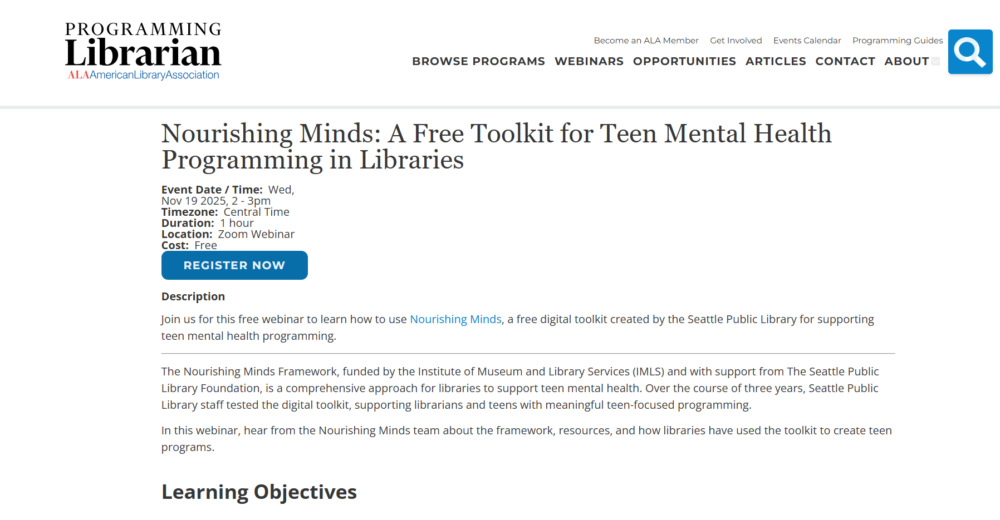 PROGRAMMING
Librarian
ALAAmericanLibraryAssociation
Become an ALA Member Get Involved Events Calendar Programming Guides
BROWSE PROGRAMS WEBINARS OPPORTUNITIES ARTICLES CONTACT ABOUT
Nourishing Minds: A Free Toolkit for Teen Mental Health
Programming in Libraries
Event Date / Time: Wed,
Nov 19 2025, 2 - 3pm
Timezone: Central Time
Duration: 1 hour
Location: Zoom Webinar
Cost: Free
REGISTER NOW
Description
Join us for this free webinar to learn how to use Nourishing Minds, a free digital toolkit created by the Seattle Public Library for supporting
teen mental health programming.
The Nourishing Minds Framework, funded by the Institute of Museum and Library Services (IMLS) and with support from The Seattle Public
Library Foundation, is a comprehensive approach for libraries to support teen mental health. Over the course of three years, Seattle Public
Library staff tested the digital toolkit, supporting librarians and teens with meaningful teen-focused programming.
In this webinar, hear from the Nourishing Minds team about the framework, resources, and how libraries have used the toolkit to create teen
programs.
Learning Objectives